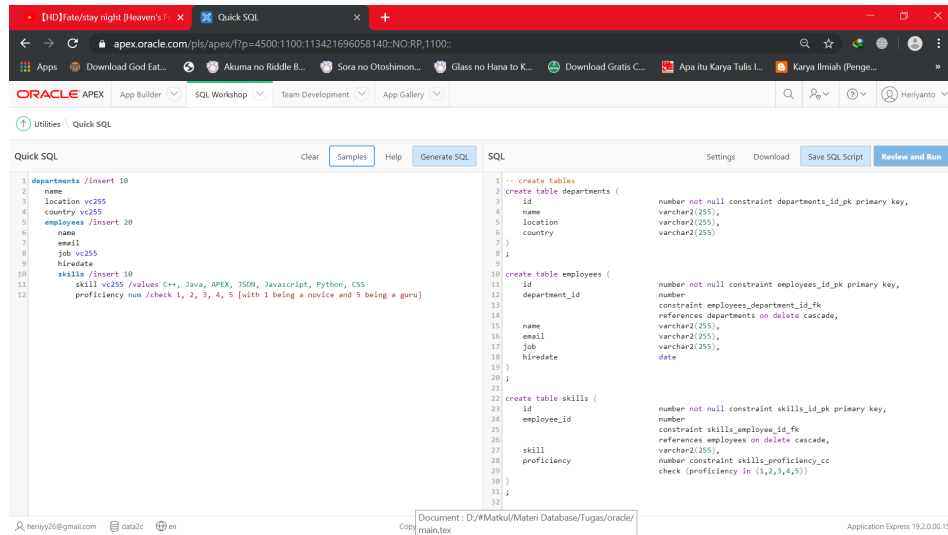 【HD】Fate/stay night [Heaven's F
Quick SQL
apex.oracle.com/pls/apex/f?p=4500:1100:113421696058140::NO:RP,1100::
Apps Download God Eat... Akuma no Riddle B... Sora no Otoshimon... Glass no Hana to K... Download Gratis C... Apa itu Karya Tulis I... Karya Ilmiah (Penge... »
ORACLE APEX App Builder SQL Workshop Team Development App Gallery Heriyanto
Utilities \ Quick SQL
Quick SQL Clear Samples Help Generate SQL
1 departments /insert 10
2 name
3 location vc255
4 country vc255
5 employees /insert 20
6 name
7 email
8 job vc255
9 hiredate
10 skills /insert 10
11 skill vc255 /values C++, Java, APEX, JSON, Javascript, Python, CSS
12 proficiency num /check 1, 2, 3, 4, 5 [with 1 being a novice and 5 being a guru]
SQL Settings Download Save SQL Script Review and Run
1 -- create tables
2 create table departments (
3 id number not null constraint departments_id_pk primary key,
4 name varchar2(255),
5 location varchar2(255),
6 country varchar2(255)
7 )
8 ;
9
10 create table employees (
11 id number not null constraint employees_id_pk primary key,
12 department_id number
13 constraint employees_department_id_fk
14 references departments on delete cascade,
15 name varchar2(255),
16 email varchar2(255),
17 job varchar2(255),
18 hiredate date
19 )
20 ;
21
22 create table skills (
23 id number not null constraint skills_id_pk primary key,
24 employee_id number
25 constraint skills_employee_id_fk
26 references employees on delete cascade,
27 skill varchar2(255),
28 proficiency number constraint skills_proficiency_cc
29 check (proficiency in (1,2,3,4,5))
30 )
31 ;
32
heriyy26@gmail.com data2c en Copy Application Express 19.2.0.00.15
Document : D:/#Matkul/Materi Database/Tugas/oracle/
main.tex